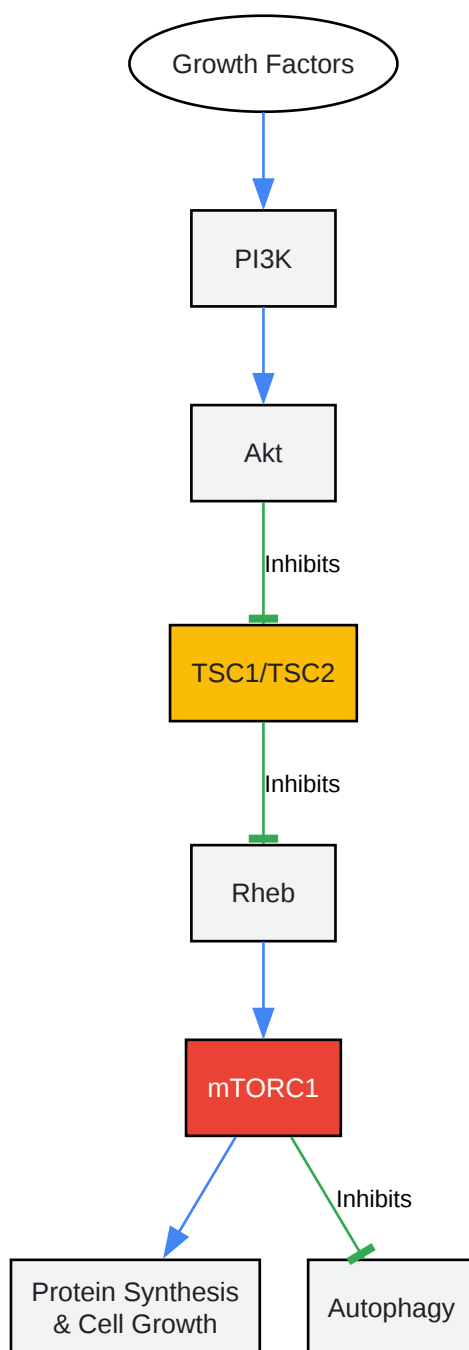 Growth Factors
PI3K
Akt
Inhibits
TSC1/TSC2
Inhibits
Rheb
mTORC1
Inhibits
Protein Synthesis
& Cell Growth
Autophagy